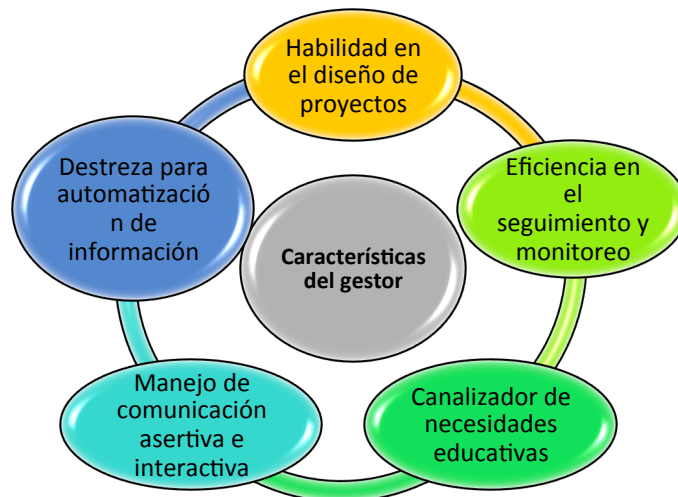 Habilidad en
el diseño de
proyectos
Eficiencia en
el
seguimiento y
monitoreo
Canalizador de
necesidades
educativas
Manejo de
comunicación
asertiva e
interactiva
Destreza para
automatizació
n de
información
Características
del gestor